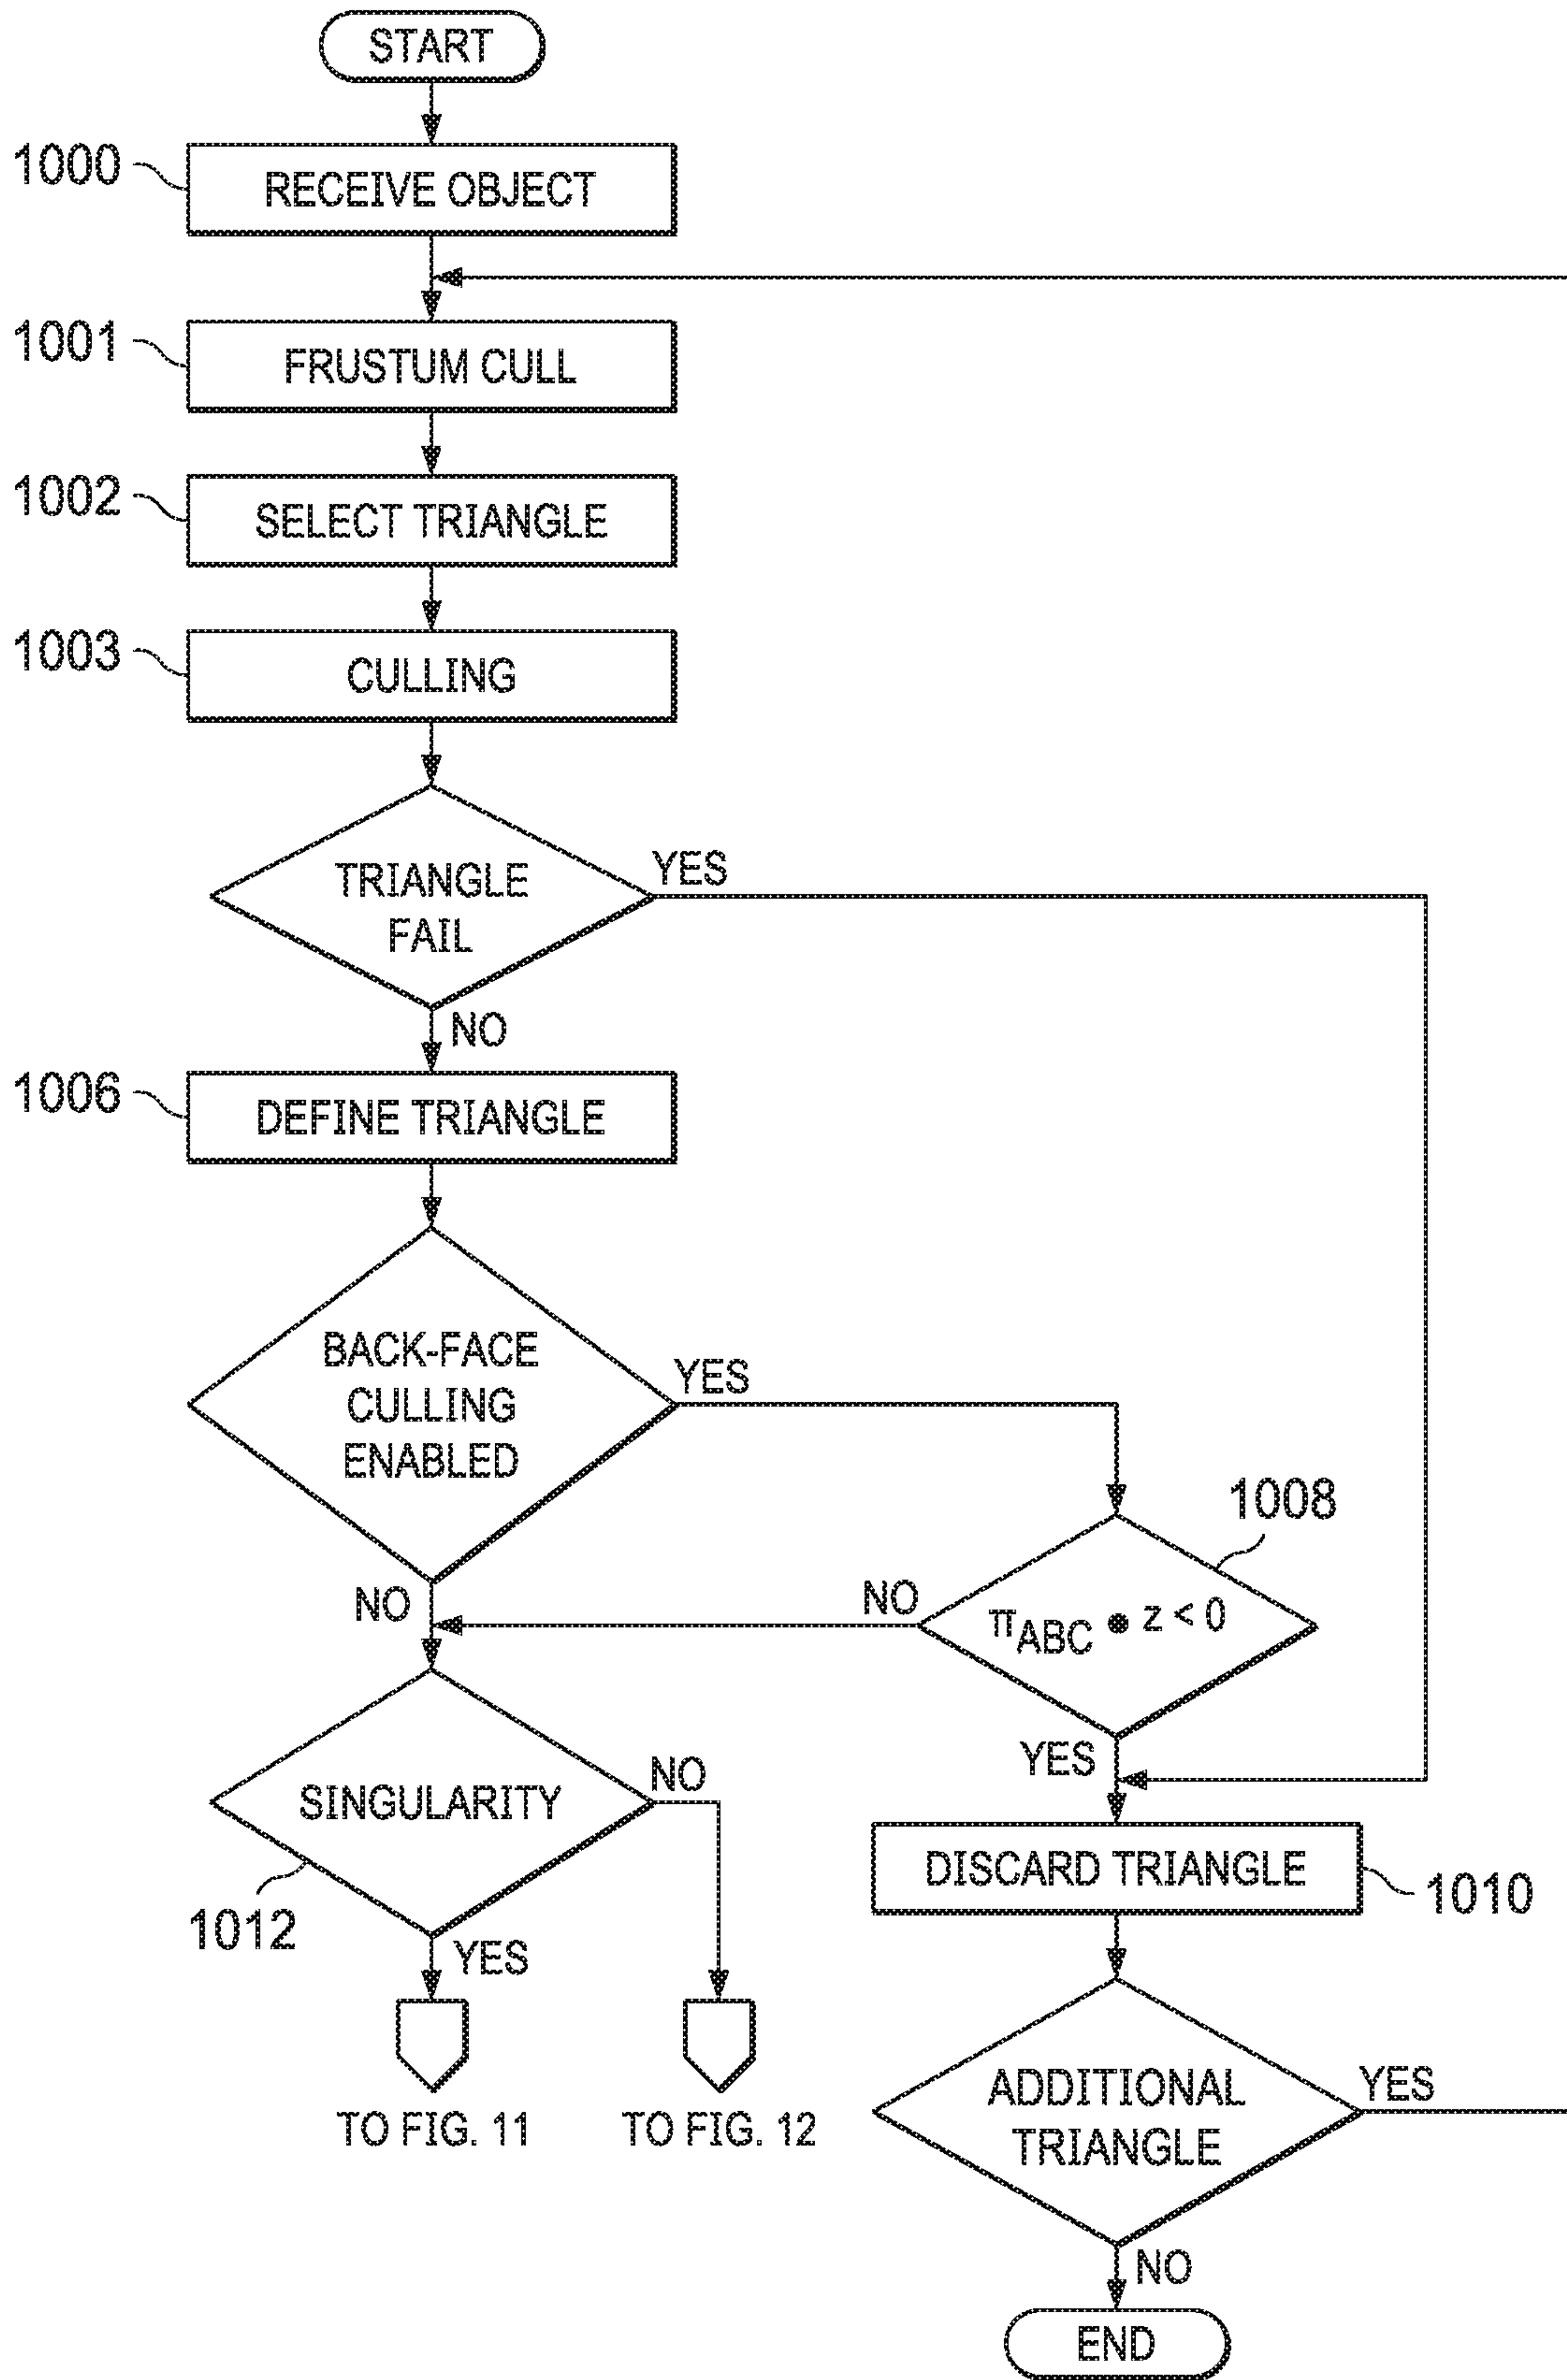 START
1000
RECEIVE OBJECT
1001
FRUSTUM CULL
1002
SELECT TRIANGLE
1003
CULLING
TRIANGLE
FAIL
YES
NO
1006
DEFINE TRIANGLE
BACK-FACE
CULLING
ENABLED
YES
NO
1008
πABC • z < 0
NO
YES
SINGULARITY
NO
1012
YES
DISCARD TRIANGLE
1010
TO FIG. 11
TO FIG. 12
ADDITIONAL
TRIANGLE
YES
NO
END